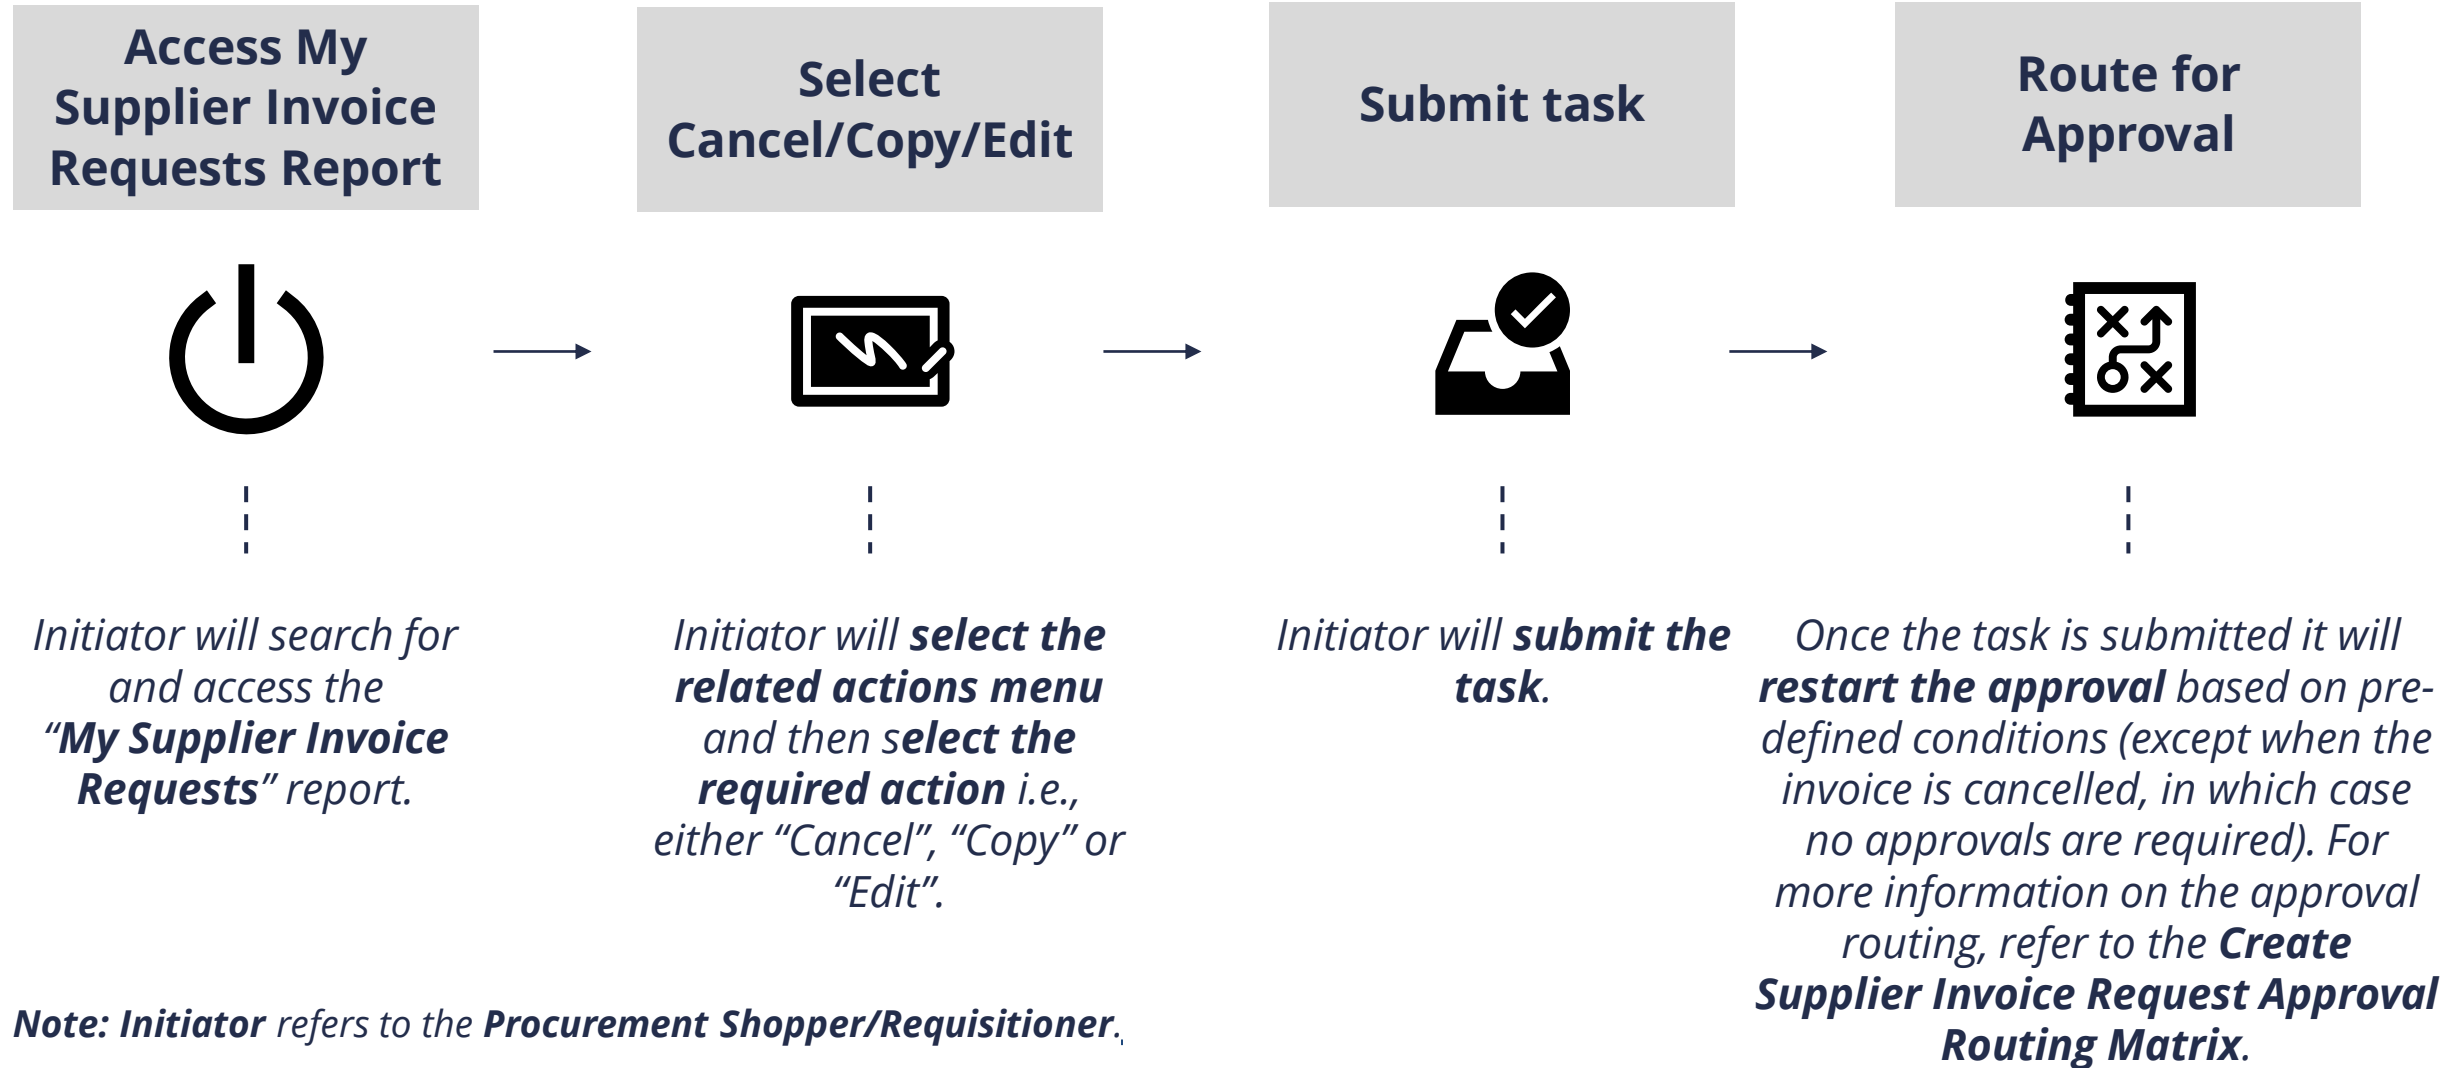 Access My
Supplier Invoice
Requests Report
Select
Cancel/Copy/Edit
Submit task
Route for
Approval
Initiator will search for
and access the
“My Supplier Invoice
Requests” report.
Initiator will select the
related actions menu
and then select the
required action i.e.,
either “Cancel”, “Copy” or
“Edit”.
Initiator will submit the
task.
Once the task is submitted it will
restart the approval based on pre-
defined conditions (except when the
invoice is cancelled, in which case
no approvals are required). For
more information on the approval
routing, refer to the Create
Supplier Invoice Request Approval
Routing Matrix.
Note: Initiator refers to the Procurement Shopper/Requisitioner.